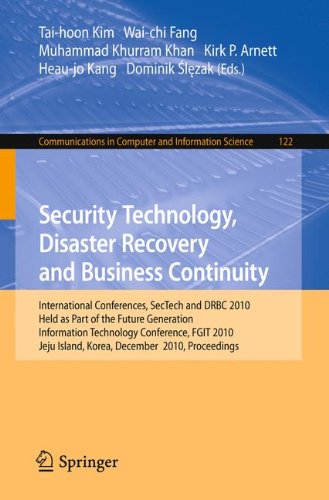 Tai-hoon Kim Wai-chi Fang
Muhammad Khurram Khan Kirk P. Arnett
Heau-jo Kang Dominik Ślęzak (Eds.)
Communications in Computer and Information Science 122
Security Technology,
Disaster Recovery
and Business Continuity
International Conferences, SecTech and DRBC 2010
Held as Part of the Future Generation
Information Technology Conference, FGIT 2010
Jeju Island, Korea, December 2010, Proceedings
Springer